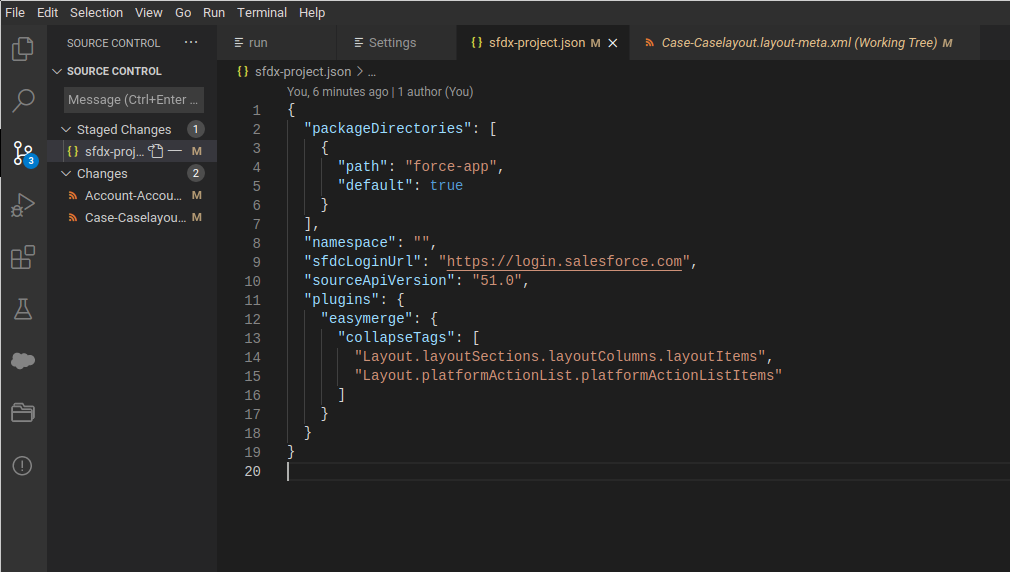 File Edit Selection View Go Run Terminal Help
SOURCE CONTROL ...
SOURCE CONTROL
Message (Ctrl+Enter ...
Staged Changes 1
{} sfdx-proj... M
3
Changes 2
Account-Accou... M
Case-Caselayou... M
run Settings {} sfdx-project.json M Case-Caselayout.layout-meta.xml (Working Tree) M
{} sfdx-project.json > ...
You, 6 minutes ago | 1 author (You)
1 {
2   "packageDirectories": [
3     {
4       "path": "force-app",
5       "default": true
6     }
7   ],
8   "namespace": "",
9   "sfdcLoginUrl": "https://login.salesforce.com",
10   "sourceApiVersion": "51.0",
11   "plugins": {
12     "easymerge": {
13       "collapseTags": [
14         "Layout.layoutSections.layoutColumns.layoutItems",
15         "Layout.platformActionList.platformActionListItems"
16       ]
17     }
18   }
19 }
20